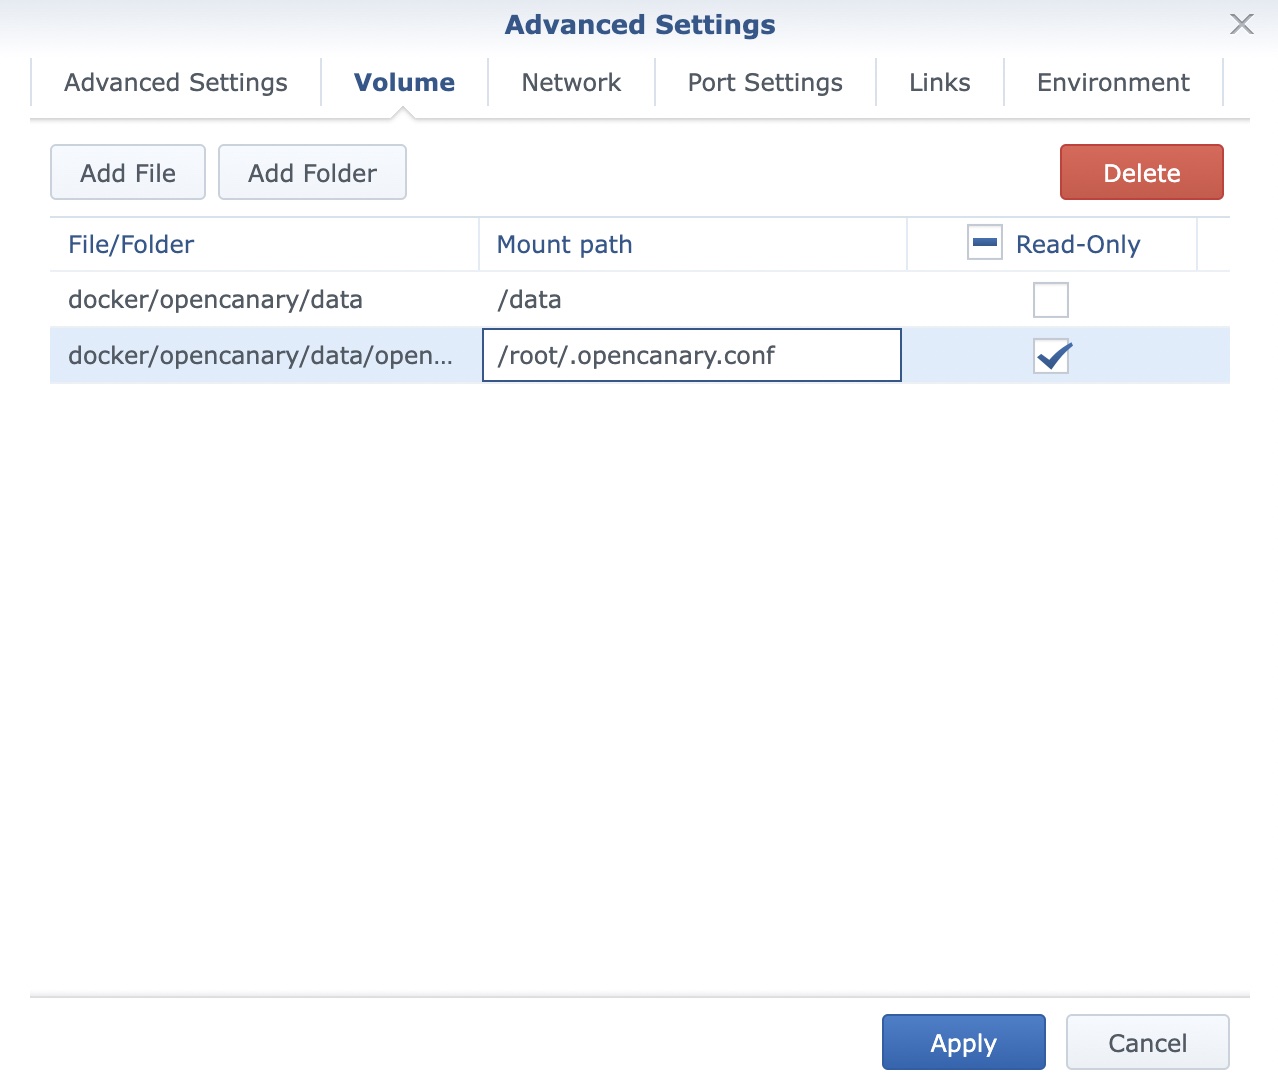 Advanced Settings
Advanced Settings Volume Network Port Settings Links Environment
Add File Add Folder Delete
File/Folder Mount path Read-Only
docker/opencanary/data /data
docker/opencanary/data/open... /root/.opencanary.conf
Apply Cancel